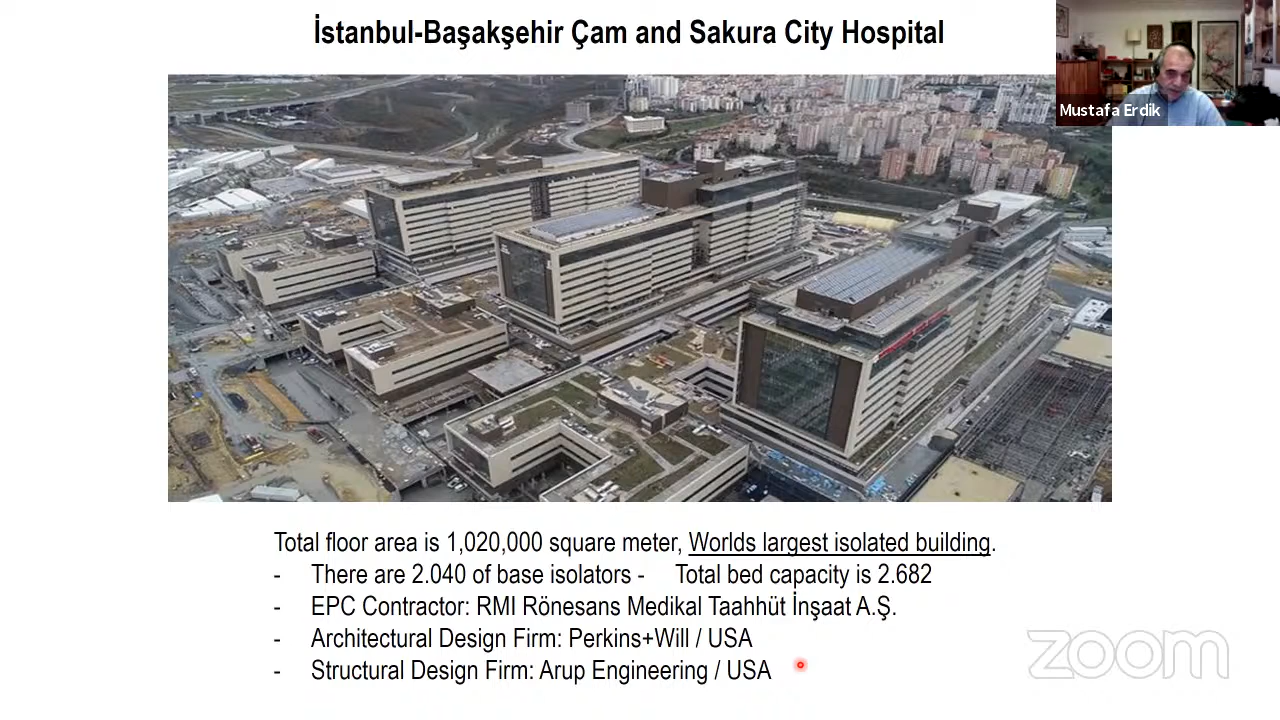 İstanbul-Başakşehir Çam and Sakura City Hospital
Mustafa Erdik
Total floor area is 1,020,000 square meter, Worlds largest isolated building.
- There are 2.040 of base isolators - Total bed capacity is 2.682
- EPC Contractor: RMI Rönesans Medikal Taahhüt İnşaat A.Ş.
- Architectural Design Firm: Perkins+Will / USA
- Structural Design Firm: Arup Engineering / USA
zoom